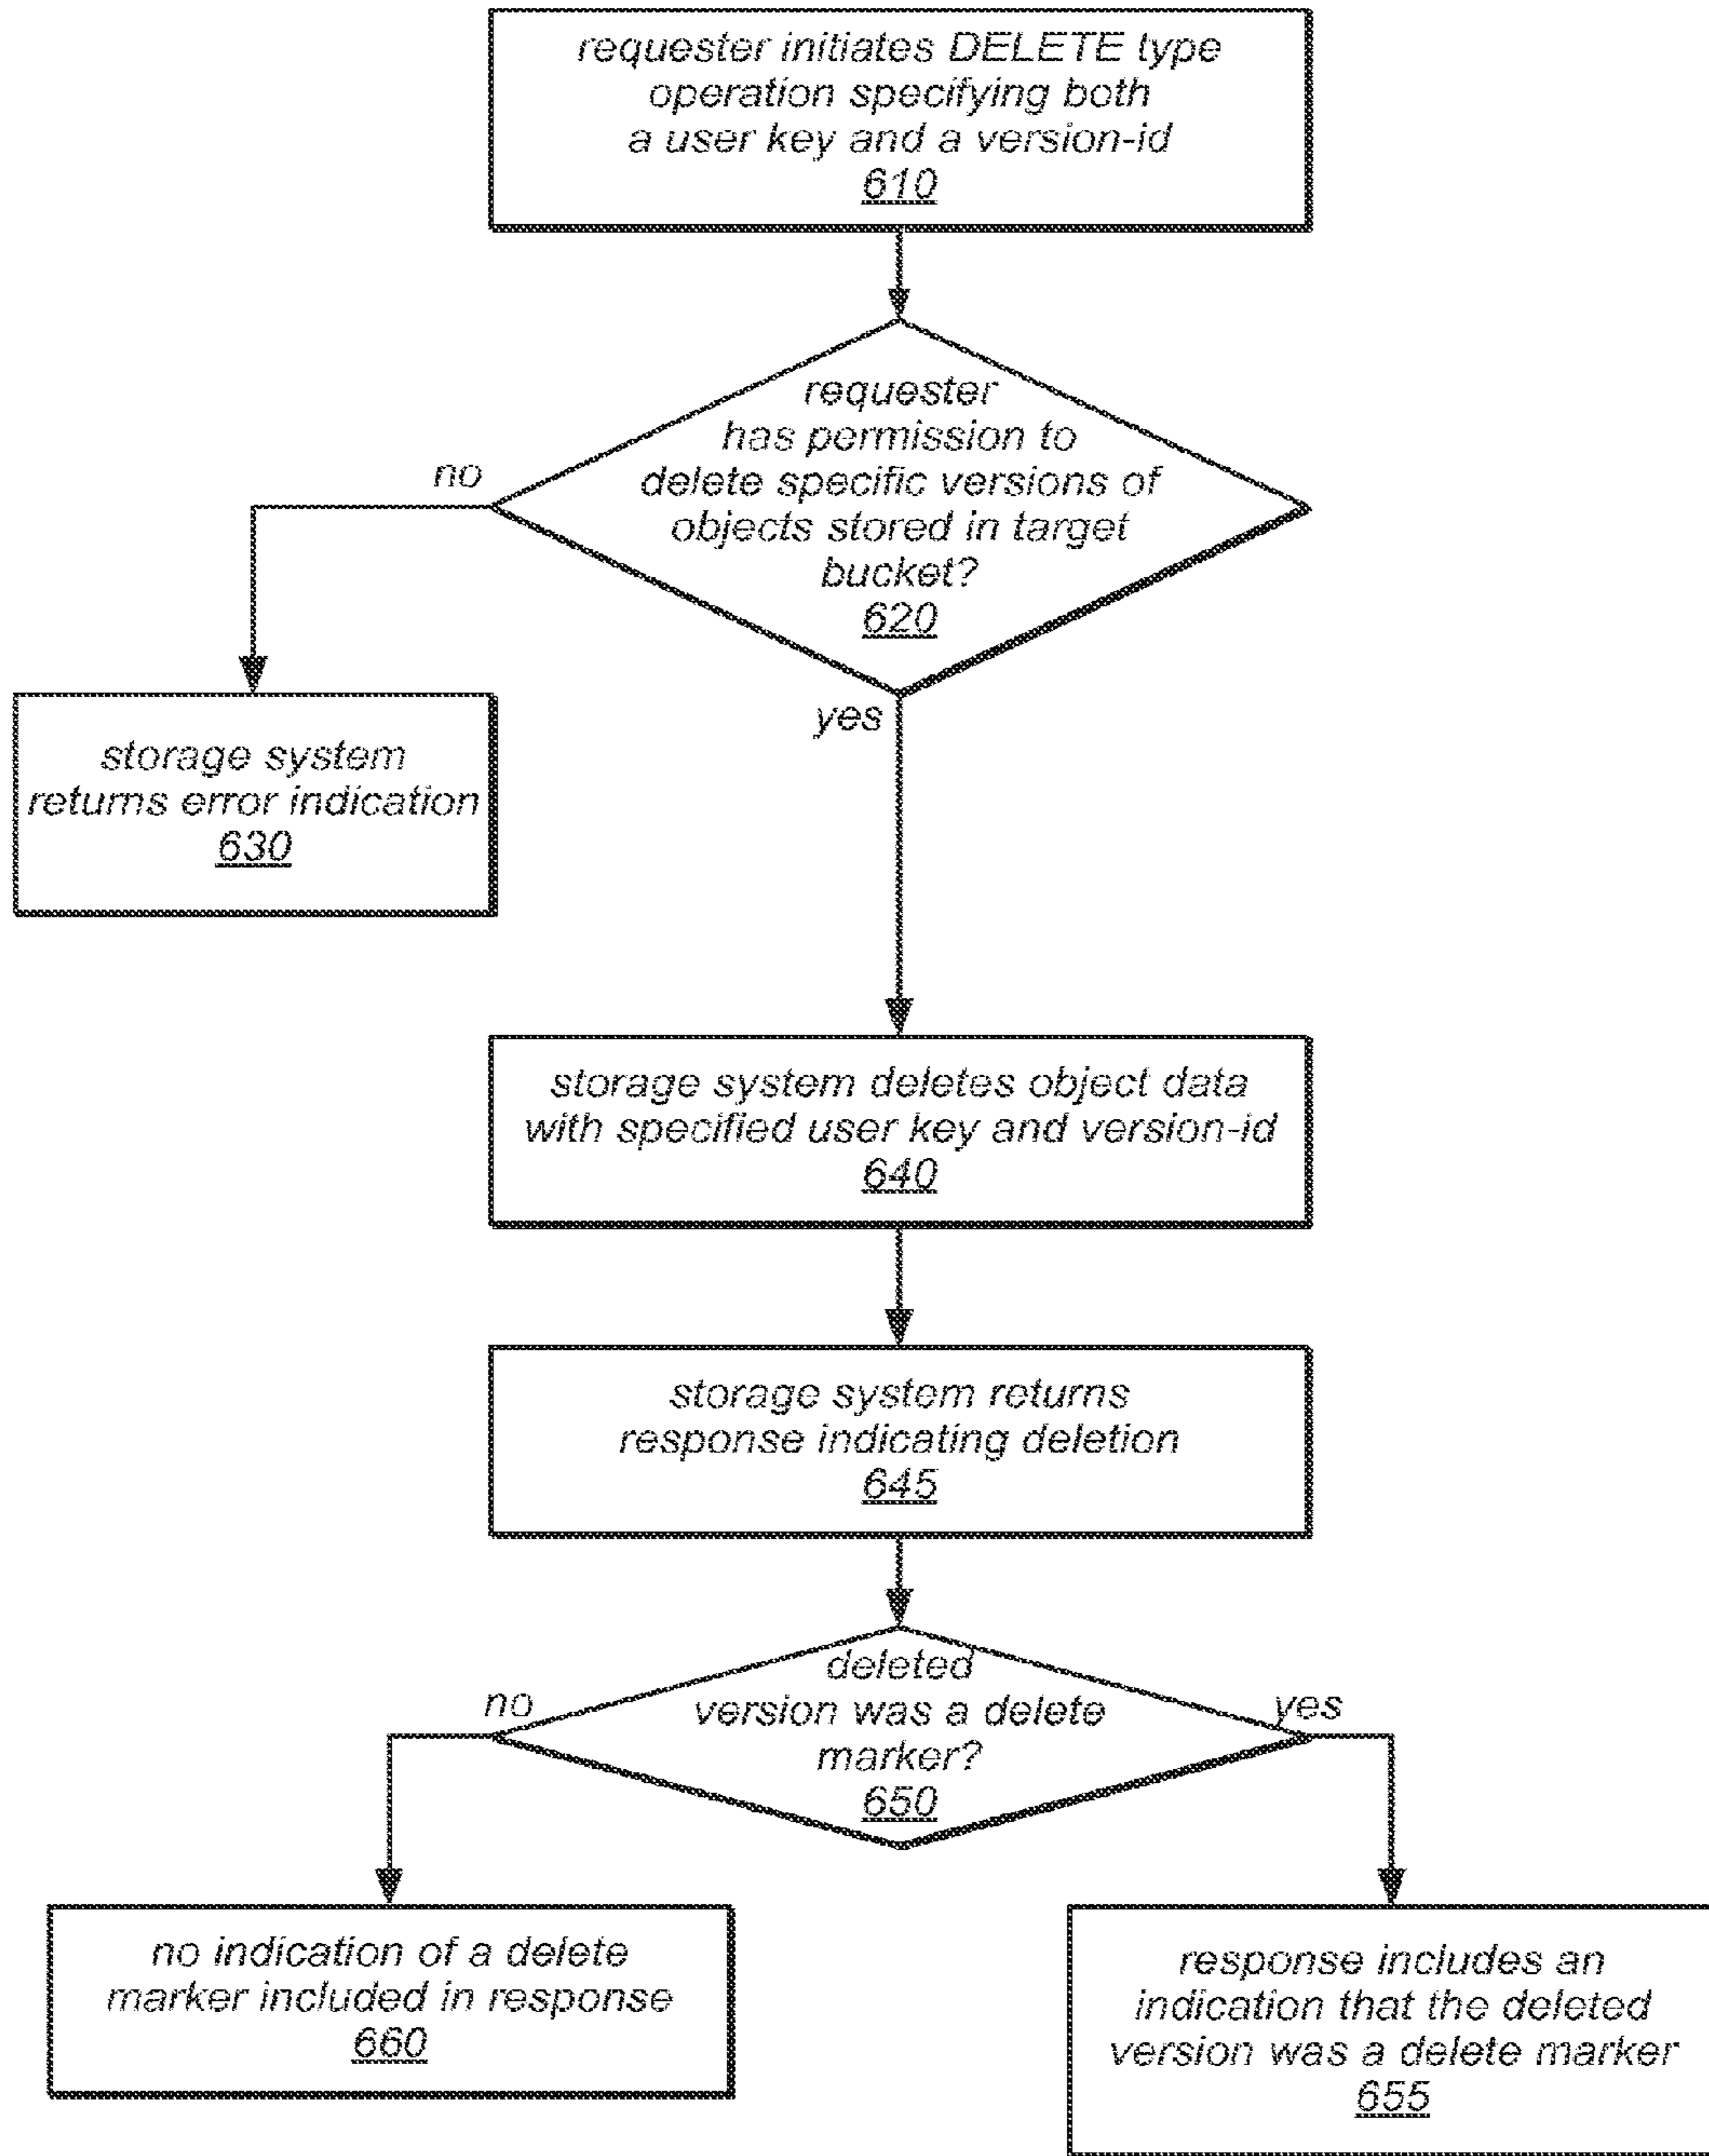 requester initiates DELETE type
operation specifying both
a user key and a version-id
610
requester
has permission to
delete specific versions of
objects stored in target
bucket?
620
no
yes
storage system
returns error indication
630
storage system deletes object data
with specified user key and version-id
640
storage system returns
response indicating deletion
645
deleted
version was a delete
marker?
650
no
yes
no indication of a delete
marker included in response
660
response includes an
indication that the deleted
version was a delete marker
655